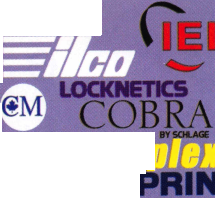 ilco
IEI
LOCKNETICS
CM
COBRA
BY SCHLAGE
plex
PRIN